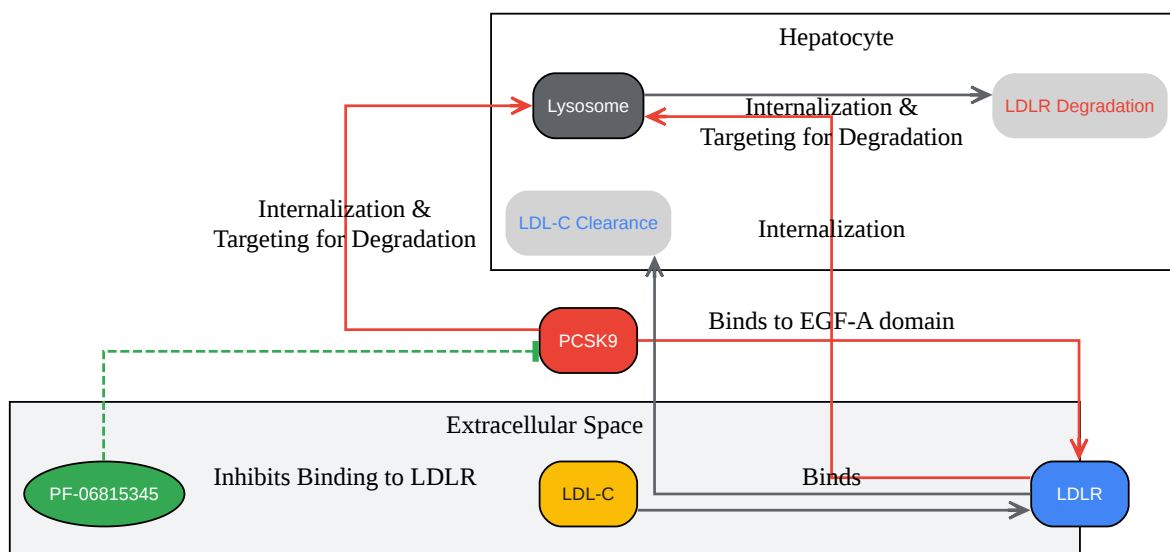 Hepatocyte
Lysosome
Internalization &
Targeting for Degradation
LDLR Degradation
Internalization &
Targeting for Degradation
LDL-C Clearance
Internalization
PCSK9
Binds to EGF-A domain
Extracellular Space
PF-06815345
Inhibits Binding to LDLR
LDL-C
Binds
LDLR